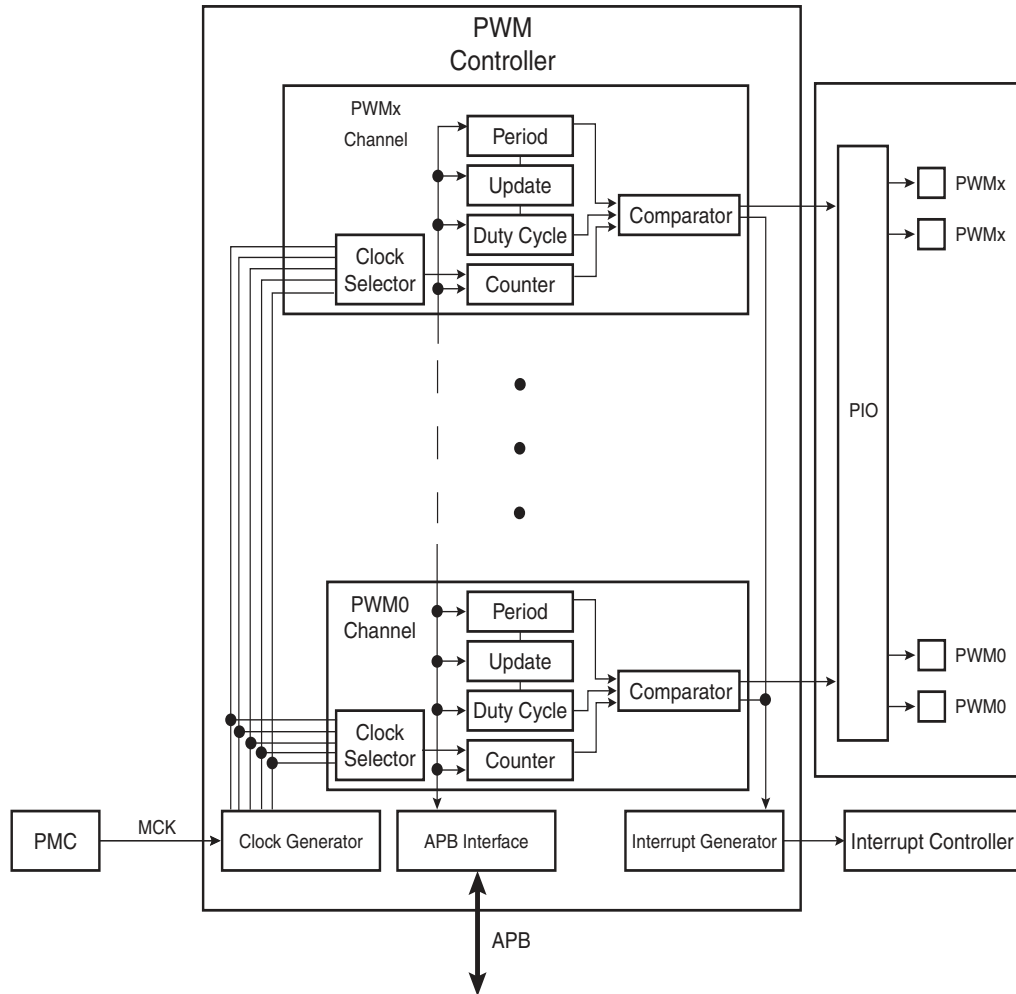 PWM
Controller
PWMx
Channel
Period
Update
Duty Cycle
Clock
Selector
Counter
Comparator
PIO
PWMx
PWMx
PWM0
Channel
Period
Update
Duty Cycle
Clock
Selector
Counter
Comparator
PWM0
PWM0
PMC
MCK
Clock Generator
APB Interface
Interrupt Generator
Interrupt Controller
APB